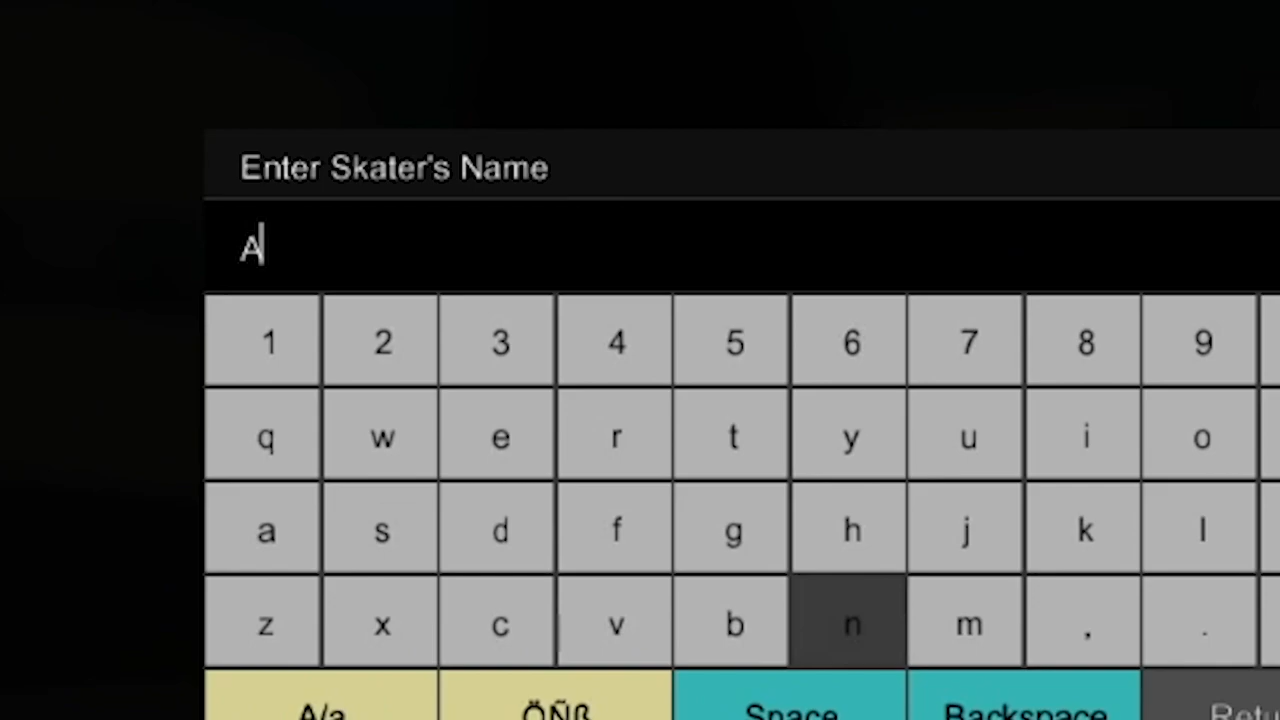 Enter Skater's Name
A
1 2 3 4 5 6 7 8 9
q w e r t y u i o
a s d f g h j k l
z x c v b n m , .
A/a ÖÑß Space Backspace